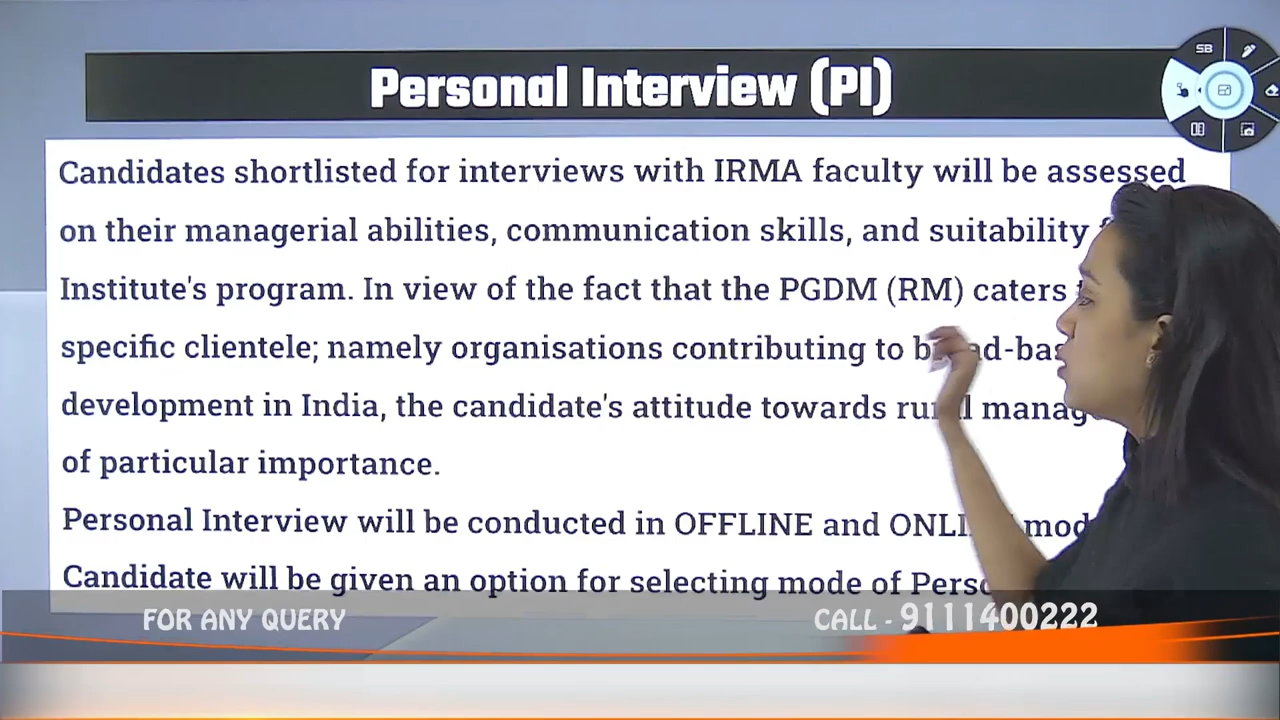 Personal Interview (PI)
SB
Candidates shortlisted for interviews with IRMA faculty will be assessed
on their managerial abilities, communication skills, and suitability
Institute's program. In view of the fact that the PGDM (RM) caters
specific clientele; namely organisations contributing to
development in India, the candidate's attitude towards
of particular importance.
Personal Interview will be conducted in OFFLINE and
Candidate will be given an option for selecting mode of
FOR ANY QUERY
CALL - 9111400222